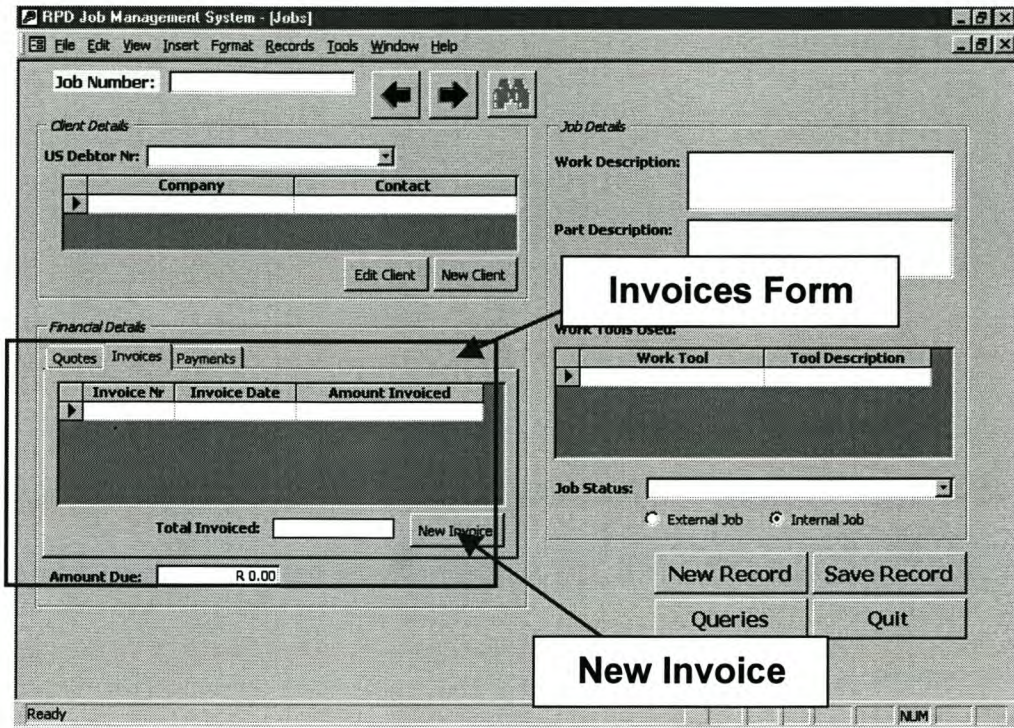 RPD Job Management System - [Jobs]
File Edit View Insert Format Records Tools Window Help
Job Number:
Client Details
US Debtor Nr:
Company Contact
Edit Client New Client
Financial Details
Quotes Invoices Payments
Invoice Nr Invoice Date Amount Invoiced
Total Invoiced: New Invoice
Amount Due: R 0.00
Job Details
Work Description:
Part Description:
Invoices Form
Work Tools Used:
Work Tool Tool Description
Job Status:
External Job Internal Job
New Record Save Record
Queries Quit
New Invoice
Ready NUM